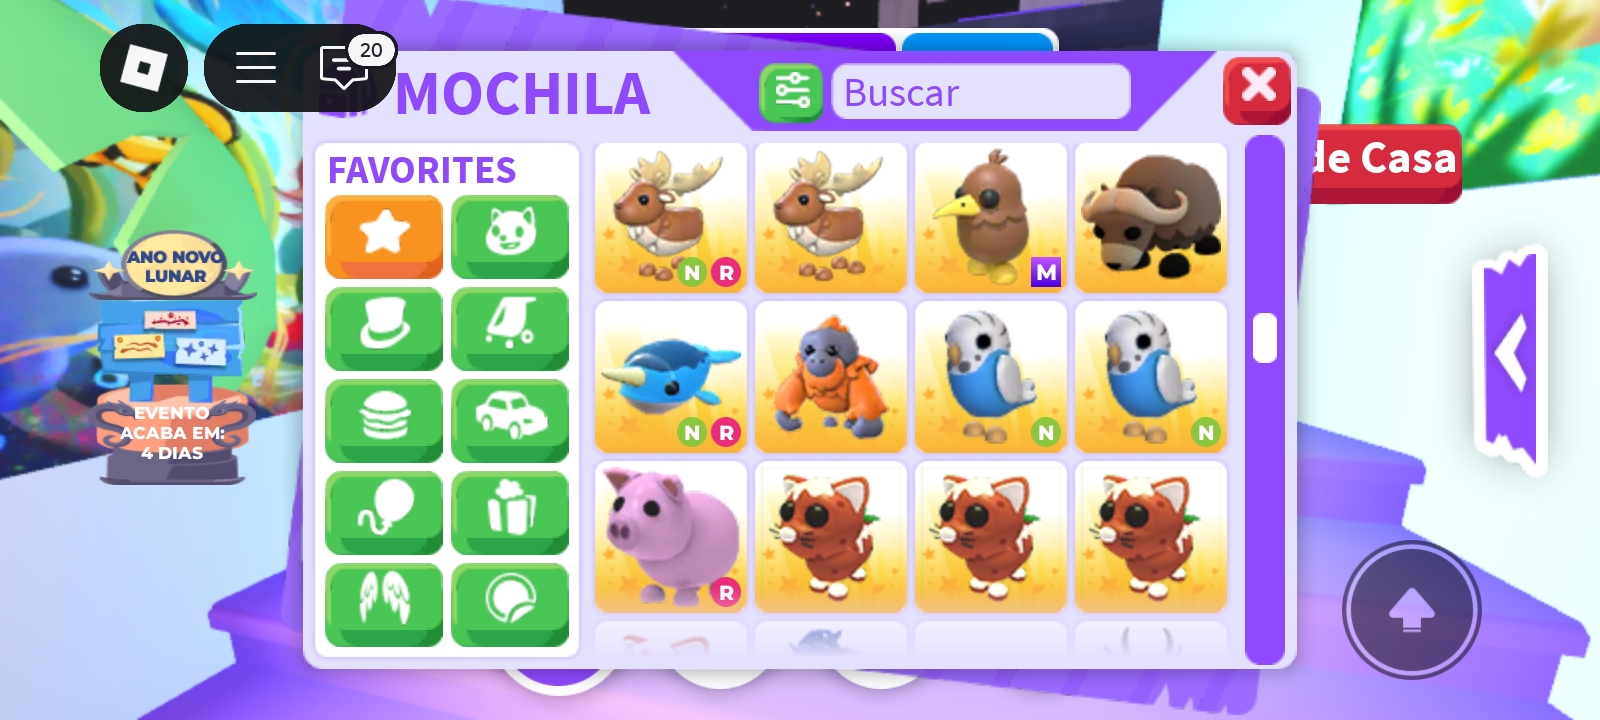 20
MOCHILA
Buscar
de Casa
FAVORITES
ANO NOVO
LUNAR
EVENTO
ACABA EM:
4 DIAS
N R
M
N R
N
N
R